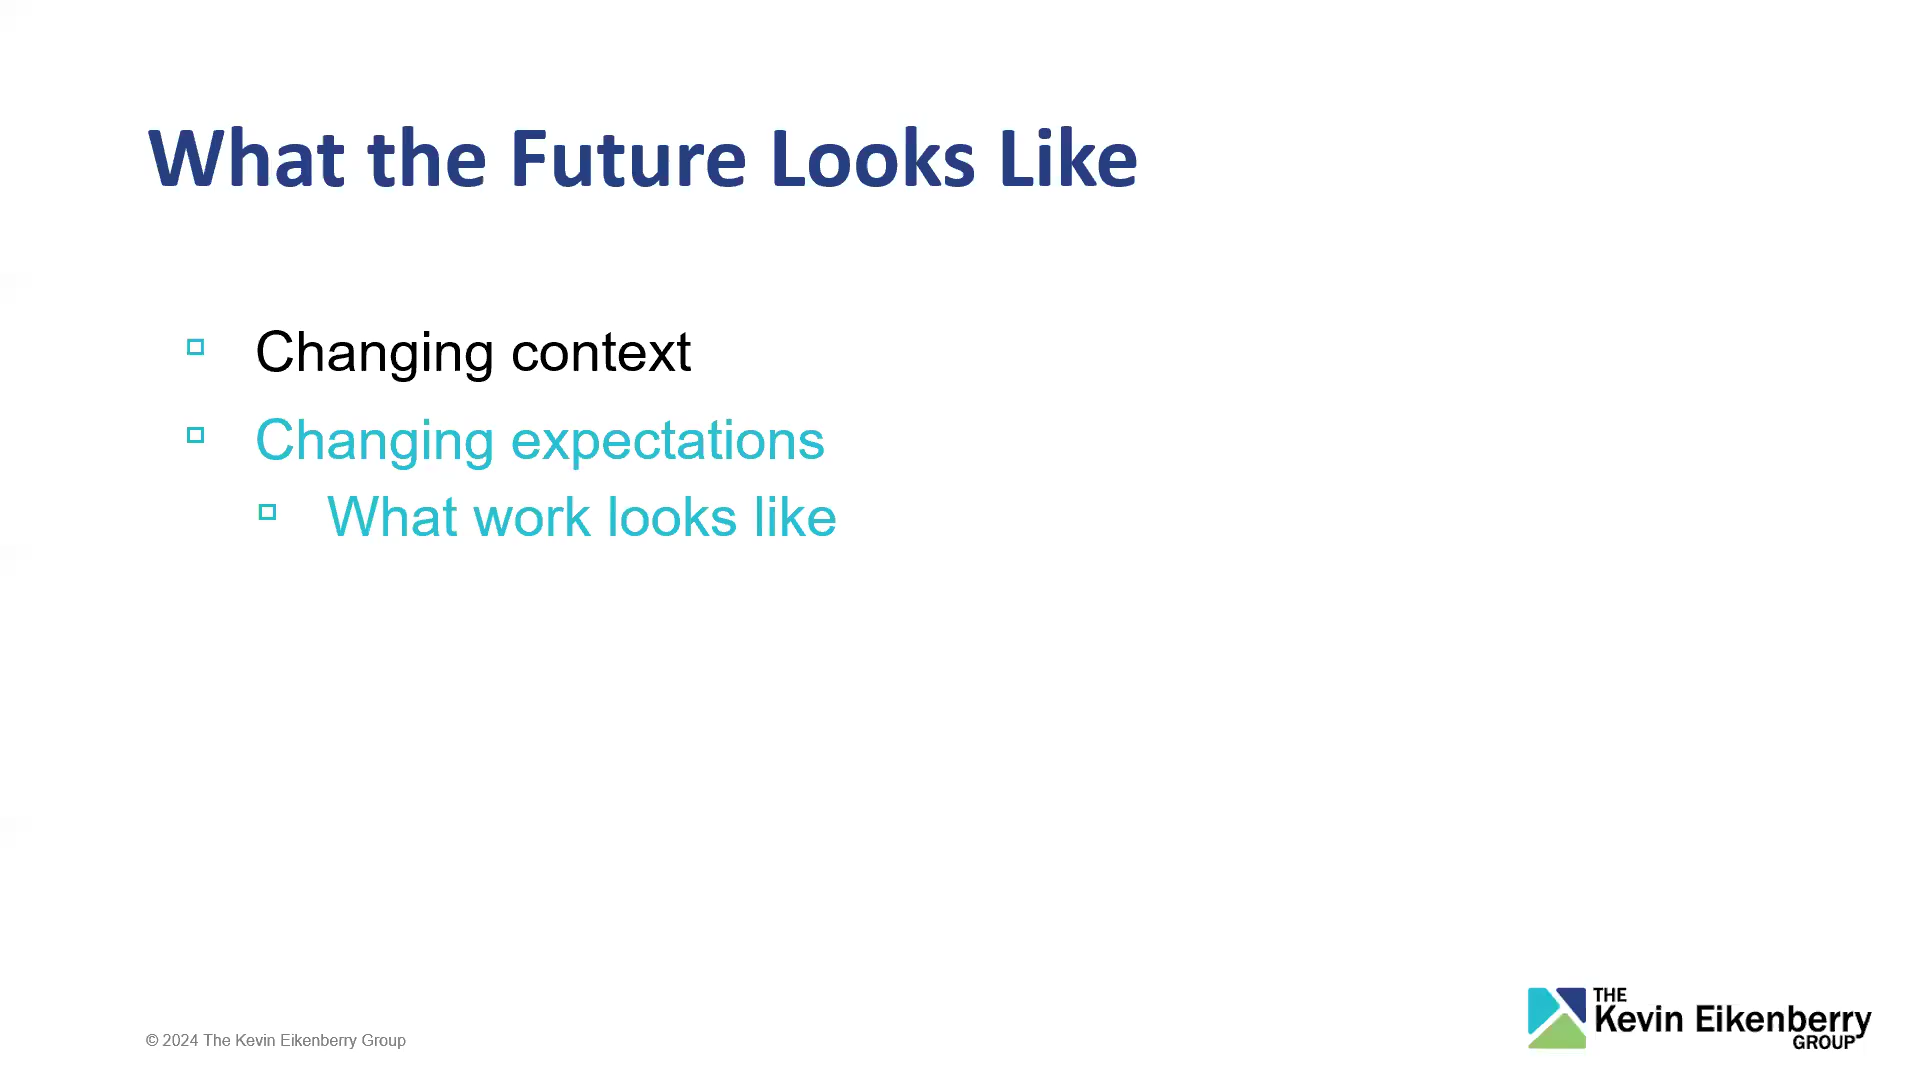 What the Future Looks Like
Changing context
Changing expectations
What work looks like
© 2024 The Kevin Eikenberry Group
THE
Kevin Eikenberry
GROUP